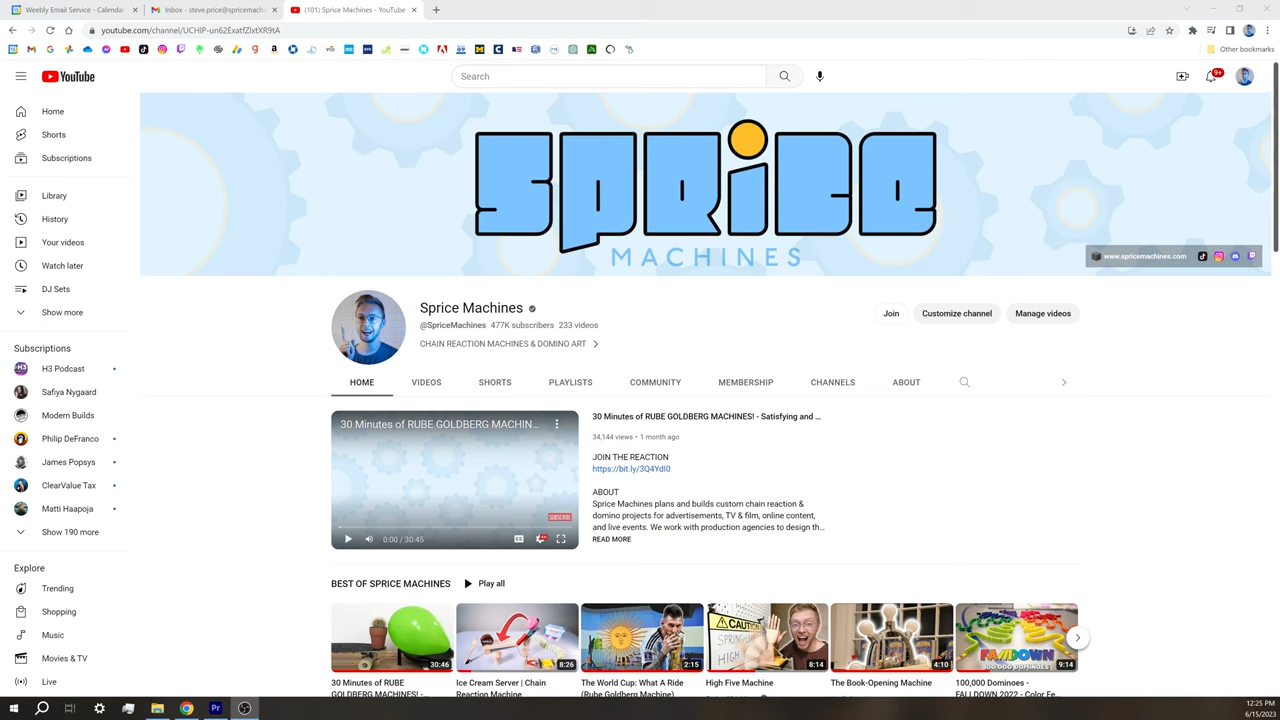 Weebly Email Service - Calendar
Inbox - steve.price@spricemach
(101) Sprice Machines - YouTube
youtube.com/channel/UCHIP-un62ExatfZlxtXR9tA
Other bookmarks
YouTube
Search
9+
Home
Shorts
Subscriptions
Library
History
Your videos
Watch later
DJ Sets
Show more
Subscriptions
H3 Podcast
Safiya Nygaard
Modern Builds
Philip DeFranco
James Popsys
ClearValue Tax
Matti Haapoja
Show 190 more
Explore
Trending
Shopping
Music
Movies & TV
Live
SPRiCE
MACHINES
www.spricemachines.com
Sprice Machines
@SpriceMachines 477K subscribers 233 videos
CHAIN REACTION MACHINES & DOMINO ART
Join
Customize channel
Manage videos
HOME
VIDEOS
SHORTS
PLAYLISTS
COMMUNITY
MEMBERSHIP
CHANNELS
ABOUT
30 Minutes of RUBE GOLDBERG MACHIN...
SUBSCRIBE
0:00 / 30:45
30 Minutes of RUBE GOLDBERG MACHINES! - Satisfying and ...
34,144 views • 1 month ago
JOIN THE REACTION
https://bit.ly/3Q4YdI0
ABOUT
Sprice Machines plans and builds custom chain reaction &
domino projects for advertisements, TV & film, online content,
and live events. We work with production agencies to design th...
READ MORE
BEST OF SPRICE MACHINES
Play all
30:46
8:26
2:15
CAUTION
SPRING
HIGH
8:14
4:10
FALLDOWN
300,000 DOMINOES
9:14
30 Minutes of RUBE
GOLDBERG MACHINES! -
Ice Cream Server | Chain
Reaction Machine
The World Cup: What A Ride
(Rube Goldberg Machine)
High Five Machine
The Book-Opening Machine
100,000 Dominoes -
FALLDOWN 2022 - Color Fe...
12:25 PM
6/15/2023